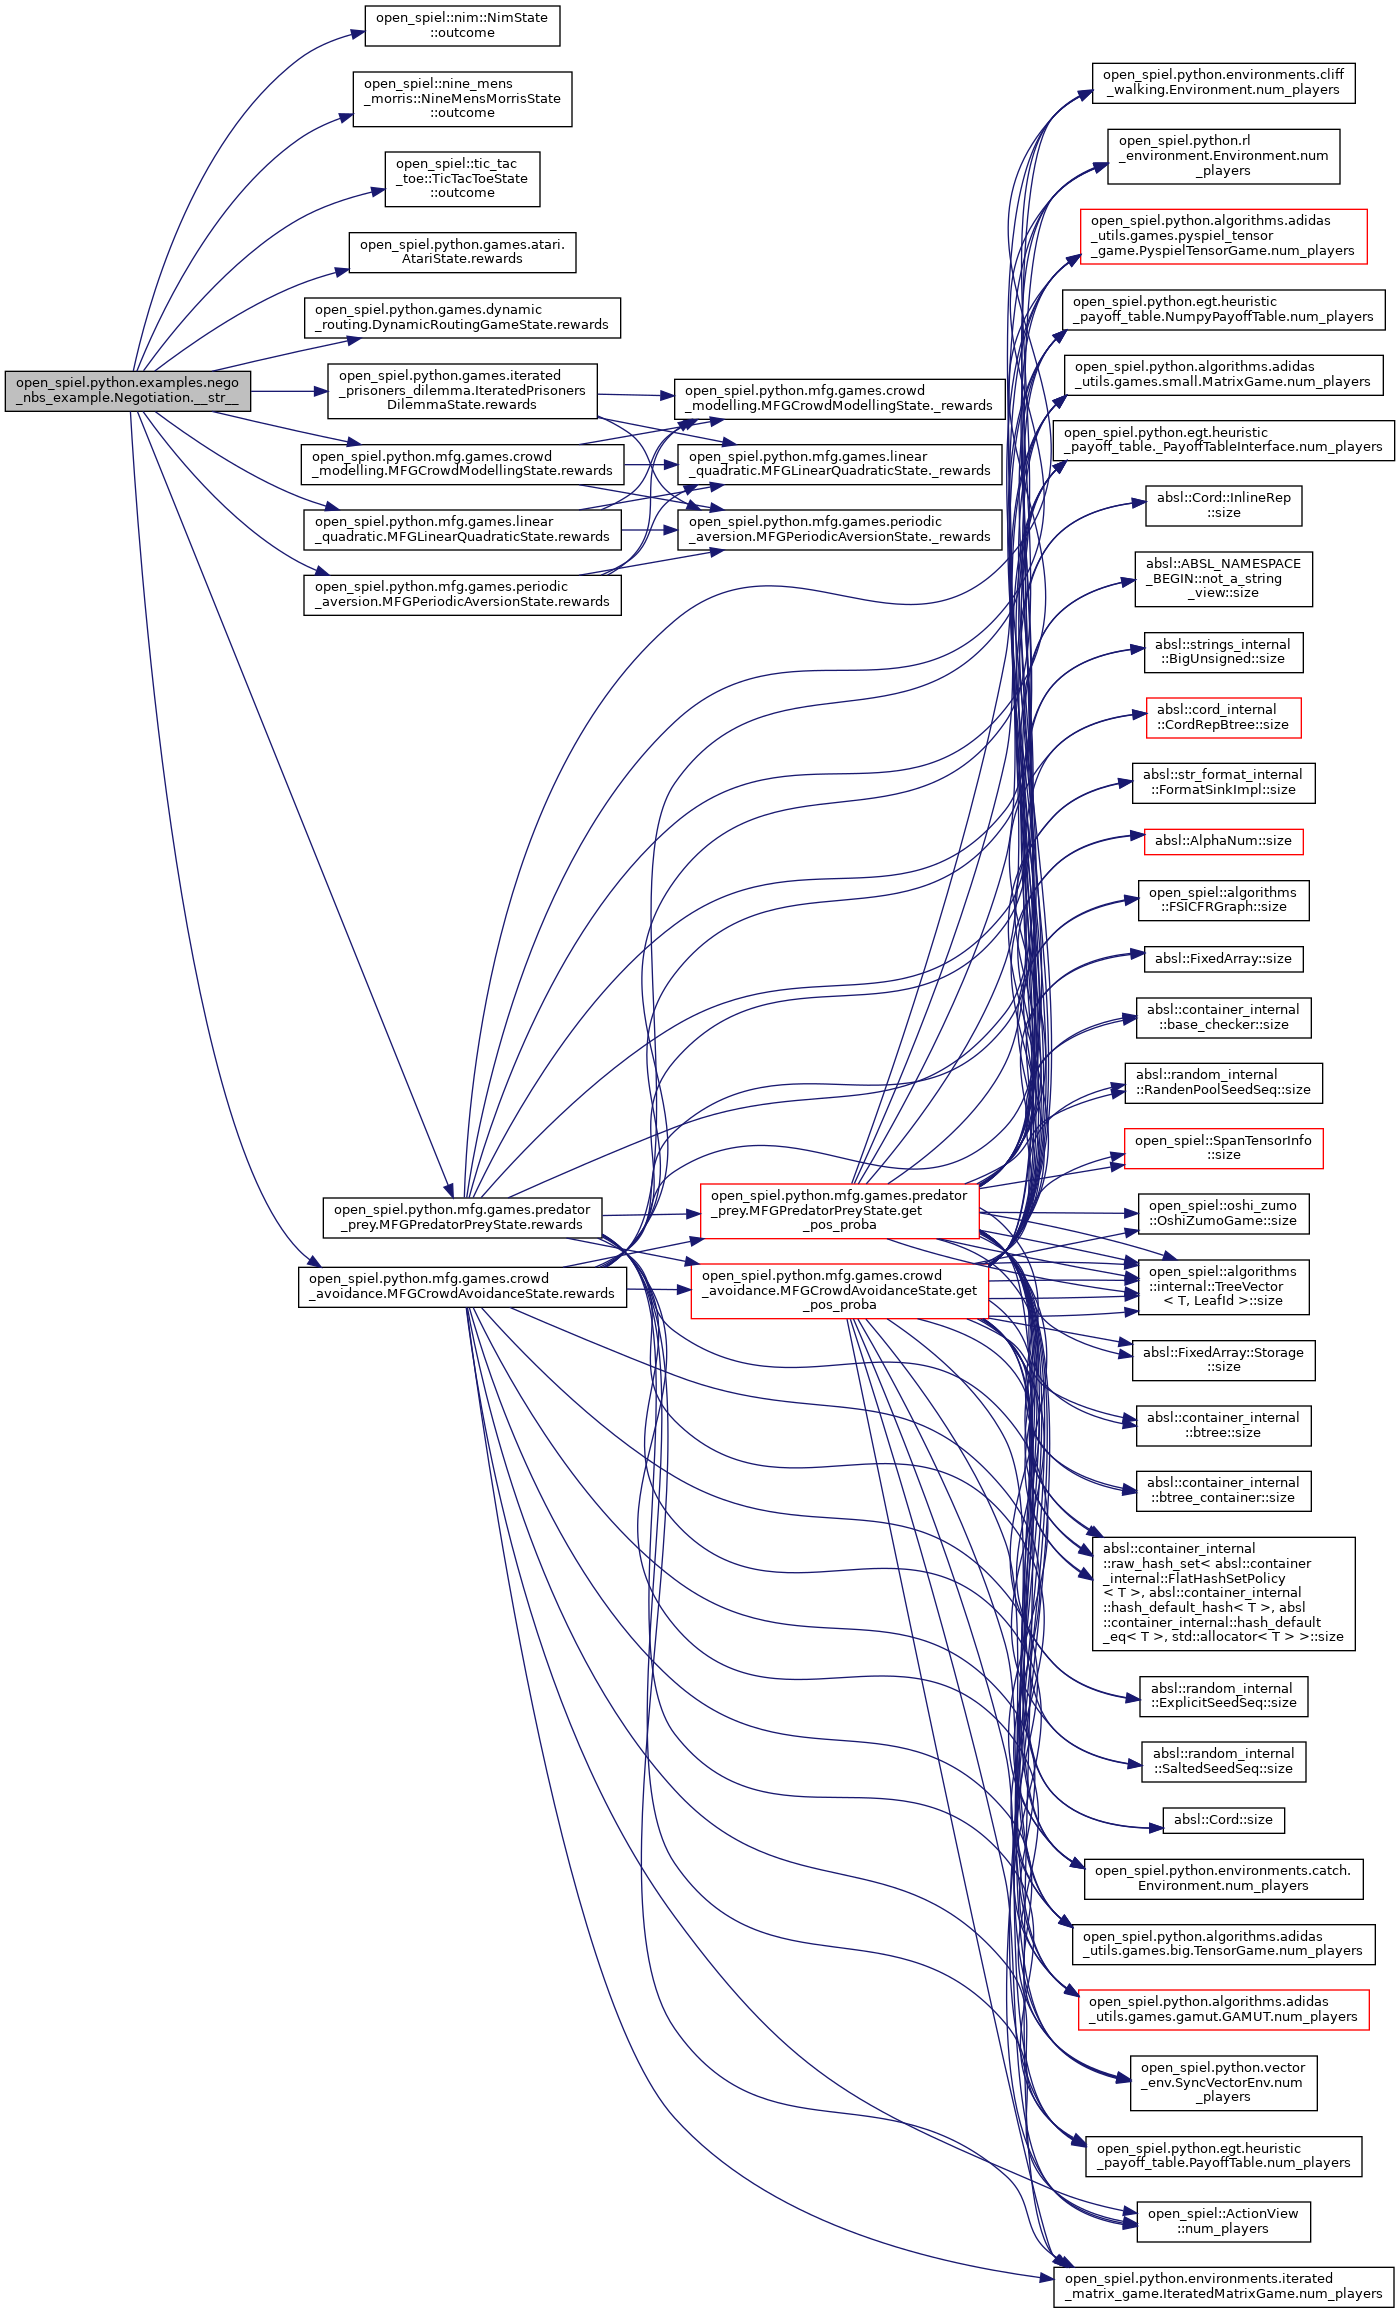 open_spiel.python.examples.nego
_nbs_example.Negotiation.__str__
open_spiel::nim::NimState
::outcome
open_spiel::nine_mens
_morris::NineMensMorrisState
::outcome
open_spiel::tic_tac
_toe::TicTacToeState
::outcome
open_spiel.python.games.atari.
AtariState.rewards
open_spiel.python.games.dynamic
_routing.DynamicRoutingGameState.rewards
open_spiel.python.games.iterated
_prisoners_dilemma.IteratedPrisoners
DilemmaState.rewards
open_spiel.python.mfg.games.crowd
_modelling.MFGCrowdModellingState.rewards
open_spiel.python.mfg.games.linear
_quadratic.MFGLinearQuadraticState.rewards
open_spiel.python.mfg.games.periodic
_aversion.MFGPeriodicAversionState.rewards
open_spiel.python.mfg.games.predator
_prey.MFGPredatorPreyState.rewards
open_spiel.python.mfg.games.crowd
_avoidance.MFGCrowdAvoidanceState.rewards
open_spiel.python.mfg.games.crowd
_modelling.MFGCrowdModellingState._rewards
open_spiel.python.mfg.games.linear
_quadratic.MFGLinearQuadraticState._rewards
open_spiel.python.mfg.games.periodic
_aversion.MFGPeriodicAversionState._rewards
open_spiel.python.mfg.games.predator
_prey.MFGPredatorPreyState.get
_pos_proba
open_spiel.python.mfg.games.crowd
_avoidance.MFGCrowdAvoidanceState.get
_pos_proba
open_spiel.python.environments.cliff
_walking.Environment.num_players
open_spiel.python.rl
_environment.Environment.num
_players
open_spiel.python.algorithms.adidas
_utils.games.pyspiel_tensor
_game.PyspielTensorGame.num_players
open_spiel.python.egt.heuristic
_payoff_table.NumpyPayoffTable.num_players
open_spiel.python.algorithms.adidas
_utils.games.small.MatrixGame.num_players
open_spiel.python.egt.heuristic
_payoff_table._PayoffTableInterface.num_players
absl::Cord::InlineRep
::size
absl::ABSL_NAMESPACE
_BEGIN::not_a_string
_view::size
absl::strings_internal
::BigUnsigned::size
absl::cord_internal
::CordRepBtree::size
absl::str_format_internal
::FormatSinkImpl::size
absl::AlphaNum::size
open_spiel::algorithms
::FSICFRGraph::size
absl::FixedArray::size
absl::container_internal
::base_checker::size
absl::random_internal
::RandenPoolSeedSeq::size
open_spiel::SpanTensorInfo
::size
open_spiel::oshi_zumo
::OshiZumoGame::size
open_spiel::algorithms
::internal::TreeVector
< T, LeafId >::size
absl::FixedArray::Storage
::size
absl::container_internal
::btree::size
absl::container_internal
::btree_container::size
absl::container_internal
::raw_hash_set< absl::container
_internal::FlatHashSetPolicy
< T >, absl::container_internal
::hash_default_hash< T >, absl
::container_internal::hash_default
_eq< T >, std::allocator< T > >::size
absl::random_internal
::ExplicitSeedSeq::size
absl::random_internal
::SaltedSeedSeq::size
absl::Cord::size
open_spiel.python.environments.catch.
Environment.num_players
open_spiel.python.algorithms.adidas
_utils.games.big.TensorGame.num_players
open_spiel.python.algorithms.adidas
_utils.games.gamut.GAMUT.num_players
open_spiel.python.vector
_env.SyncVectorEnv.num
_players
open_spiel.python.egt.heuristic
_payoff_table.PayoffTable.num_players
open_spiel::ActionView
::num_players
open_spiel.python.environments.iterated
_matrix_game.IteratedMatrixGame.num_players